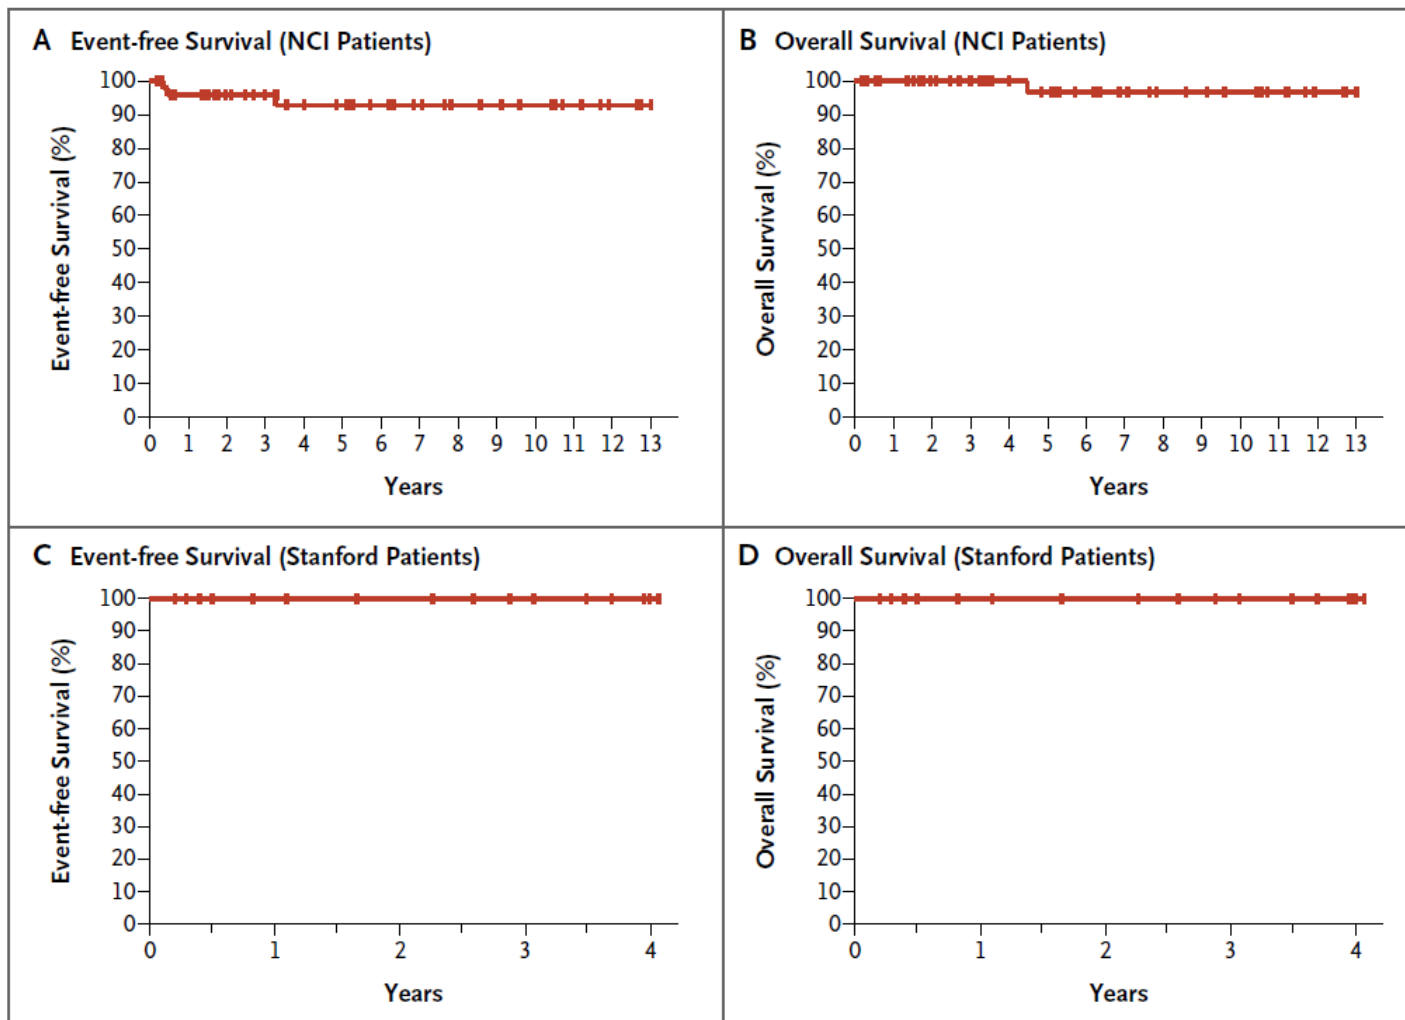 A Event-free Survival (NCI Patients)
Event-free Survival (%)
100
90
80
70
60
50
40
30
20
10
0
0 1 2 3 4 5 6 7 8 9 10 11 12 13
Years
B Overall Survival (NCI Patients)
Overall Survival (%)
100
90
80
70
60
50
40
30
20
10
0
0 1 2 3 4 5 6 7 8 9 10 11 12 13
Years
C Event-free Survival (Stanford Patients)
Event-free Survival (%)
100
90
80
70
60
50
40
30
20
10
0
0 1 2 3 4
Years
D Overall Survival (Stanford Patients)
Overall Survival (%)
100
90
80
70
60
50
40
30
20
10
0
0 1 2 3 4
Years